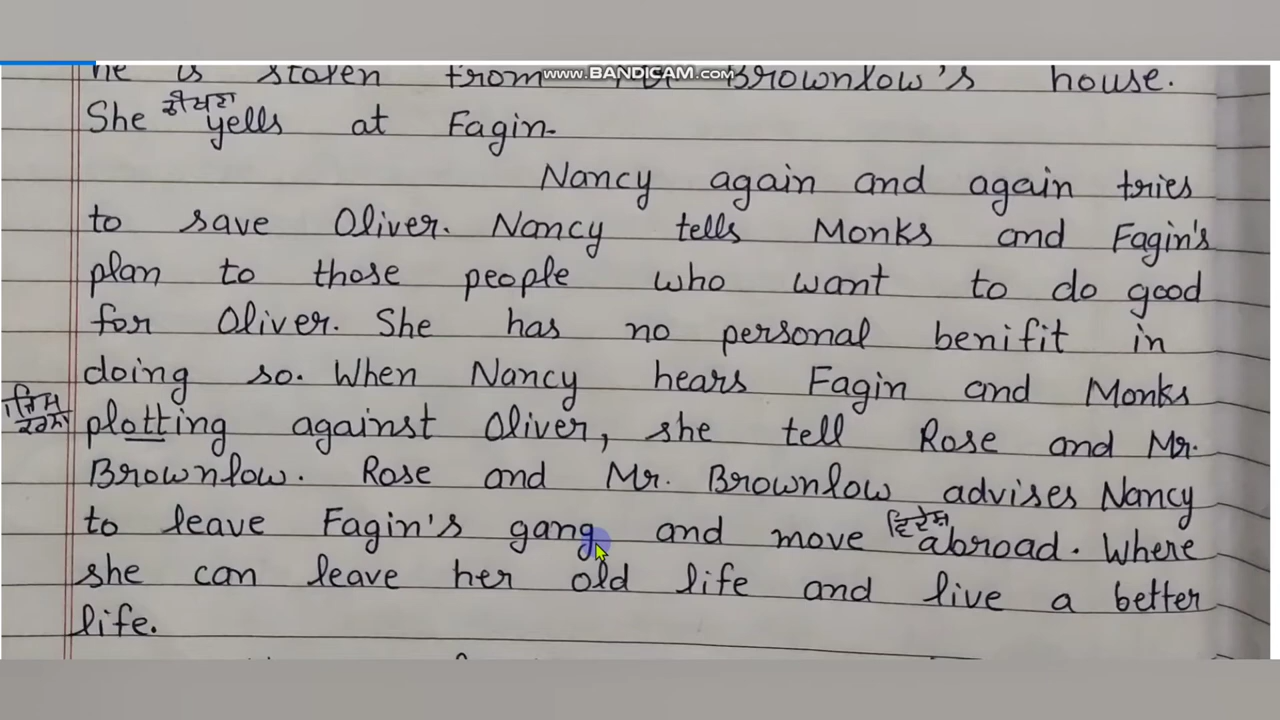 www.BANDICAM.com
he is stolen from Mr. Brownlow's house.
She yells at Fagin.
Nancy again and again tries
to save Oliver. Nancy tells Monks and Fagin's
plan to those people who want to do good
for Oliver. She has no personal benifit in
doing so. When Nancy hears Fagin and Monks
plotting against Oliver, she tell Rose and Mr.
Brownlow. Rose and Mr. Brownlow advises Nancy
to leave Fagin's gang and move abroad. Where
she can leave her old life and live a better
life.